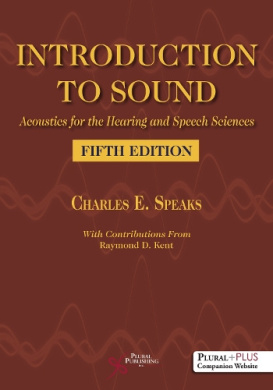 INTRODUCTION
TO SOUND
Acoustics for the Hearing and Speech Sciences
FIFTH EDITION
CHARLES E. SPEAKS
With Contributions From
Raymond D. Kent
PLURAL
PUBLISHING
INC.
PLURAL+PLUS
Companion Website